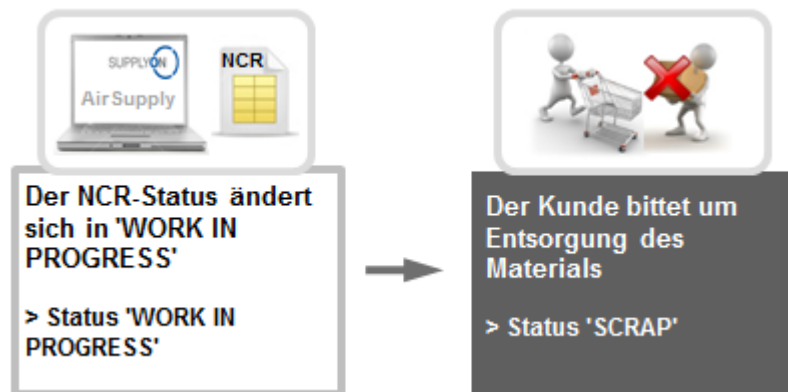 SUPPLYON
AirSupply
NCR
Der NCR-Status ändert
sich in 'WORK IN
PROGRESS'
> Status 'WORK IN
PROGRESS'
Der Kunde bittet um
Entsorgung des
Materials
> Status 'SCRAP'